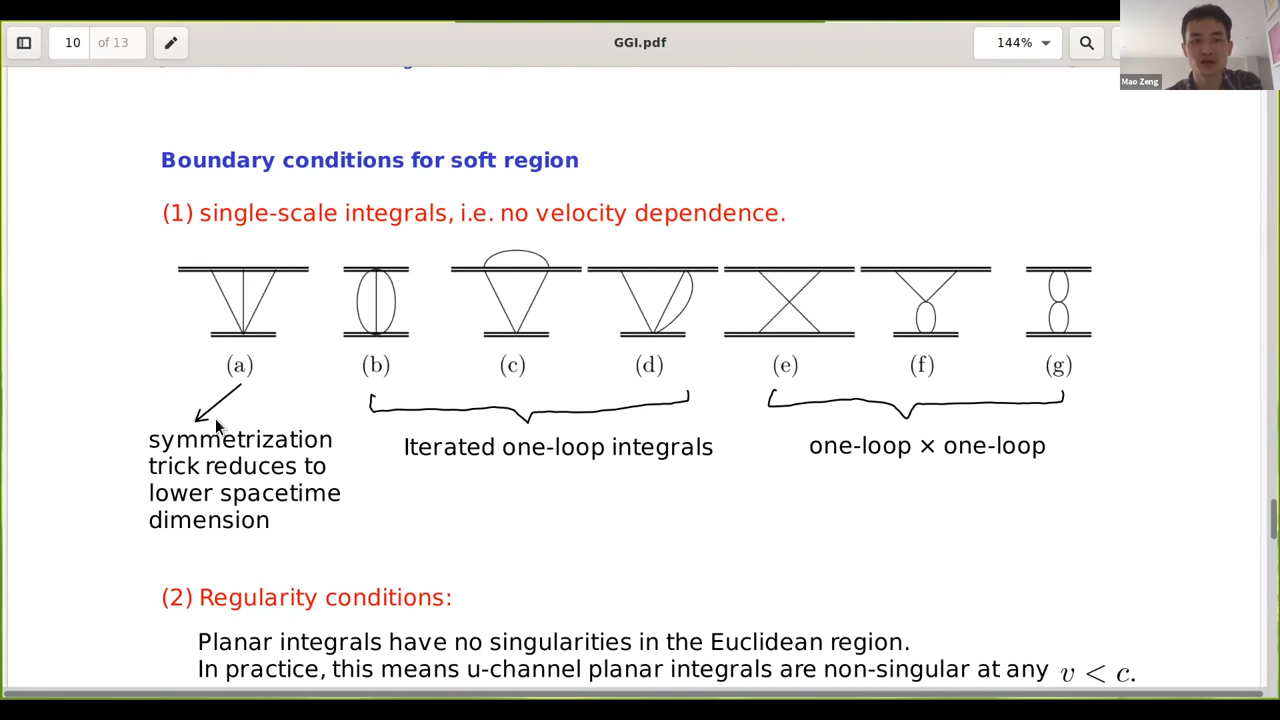 10 of 13
GGI.pdf
144%
Mao Zeng
Boundary conditions for soft region
(1) single-scale integrals, i.e. no velocity dependence.
(a) (b) (c) (d) (e) (f) (g)
symmetrization
trick reduces to
lower spacetime
dimension
Iterated one-loop integrals
one-loop × one-loop
(2) Regularity conditions:
Planar integrals have no singularities in the Euclidean region.
In practice, this means u-channel planar integrals are non-singular at any v < c.